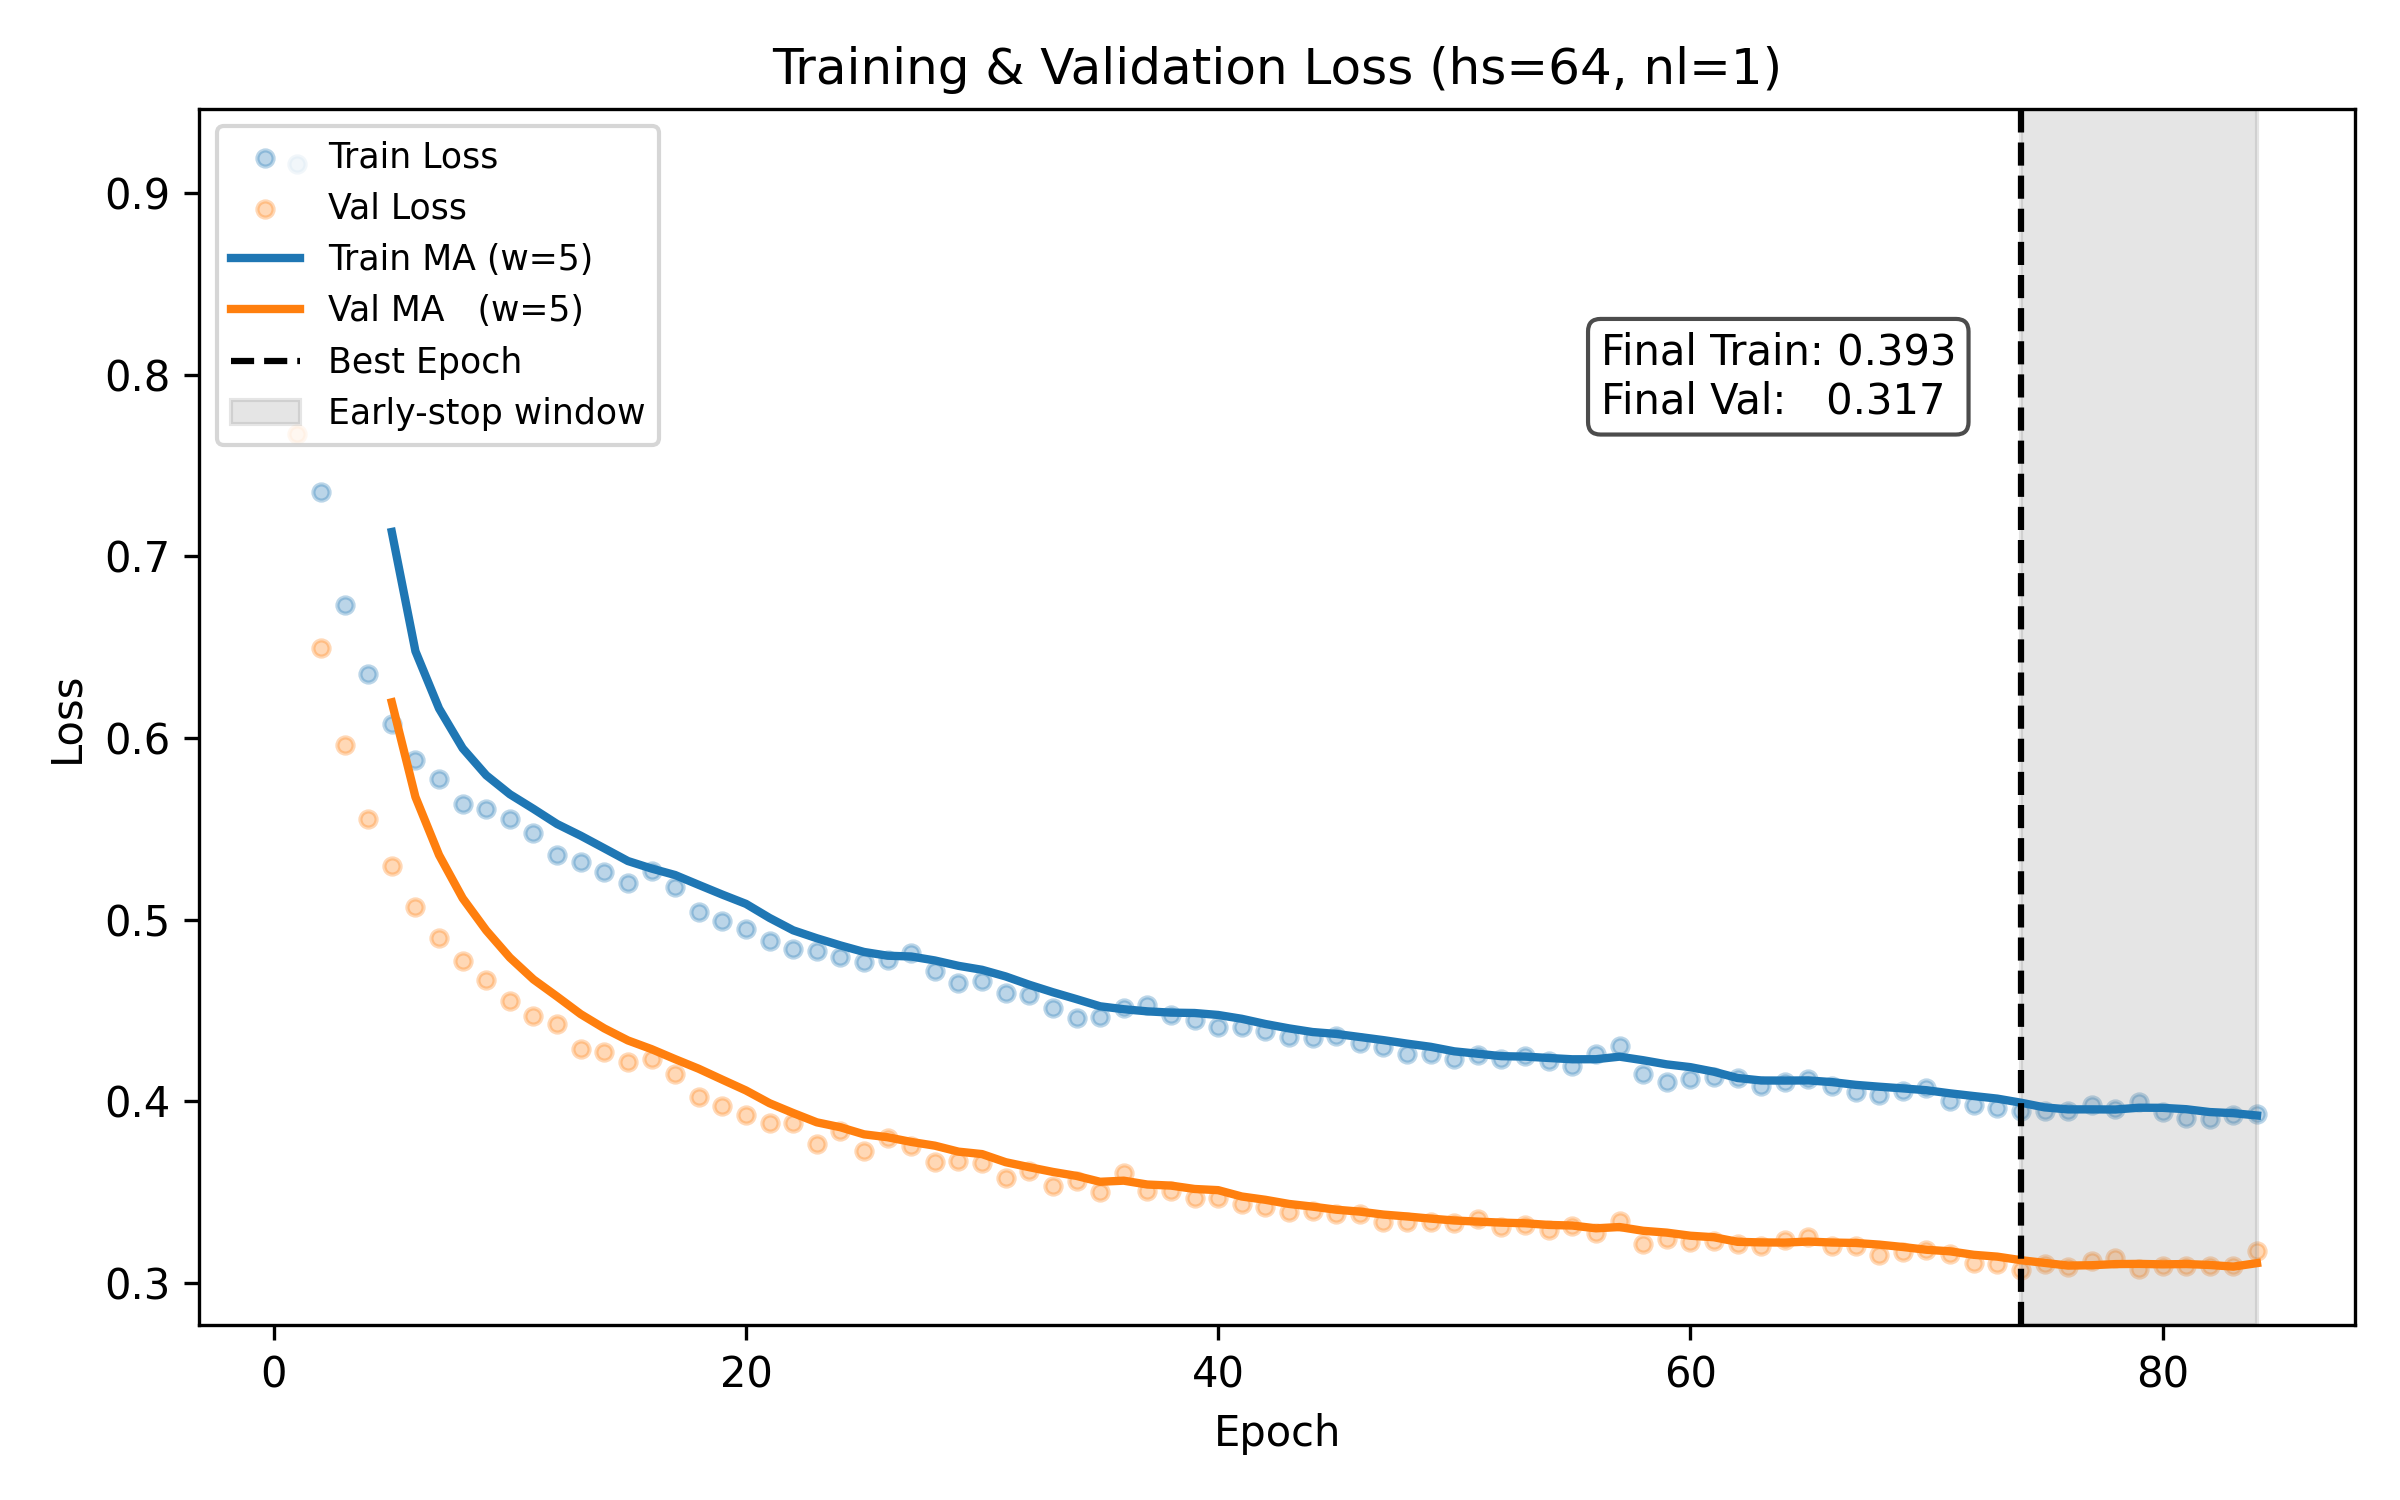 Training & Validation Loss (hs=64, nl=1)
Train Loss
Val Loss
Train MA (w=5)
Val MA   (w=5)
Best Epoch
Early-stop window
Final Train: 0.393
Final Val:   0.317
Loss
0.9
0.8
0.7
0.6
0.5
0.4
0.3
0 20 40 60 80
Epoch